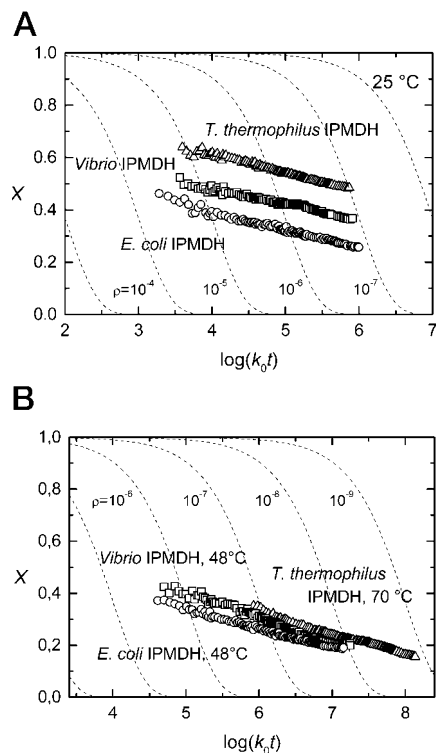 A
1.0
25 °C
T. thermophilus IPMDH
0.8
0.6
Vibrio IPMDH
X
0.4
E. coli IPMDH
0.2
ρ=10-4
10-5
10-6
10-7
0.0
2
3
4
5
6
7
log(k0t)
B
1,0
0,8
ρ=10-6
10-7
10-8
10-9
0,6
Vibrio IPMDH, 48°C
T. thermophilus
IPMDH, 70 °C
X
0,4
0,2
E. coli IPMDH, 48°C
0,0
4
5
6
7
8
log(k0t)